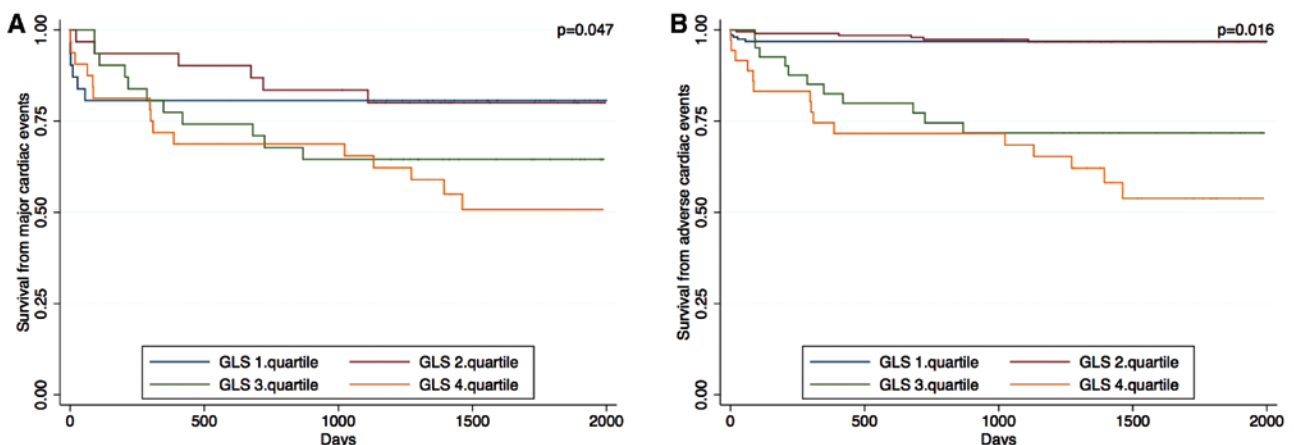 A
p=0.047
Survival from major cardiac events
1.00
0.75
0.50
0.25
0.00
GLS 1.quartile GLS 2.quartile
GLS 3.quartile GLS 4.quartile
0 500 1000 1500 2000
Days
B
p=0.016
Survival from adverse cardiac events
1.00
0.75
0.50
0.25
0.00
GLS 1.quartile GLS 2.quartile
GLS 3.quartile GLS 4.quartile
0 500 1000 1500 2000
Days